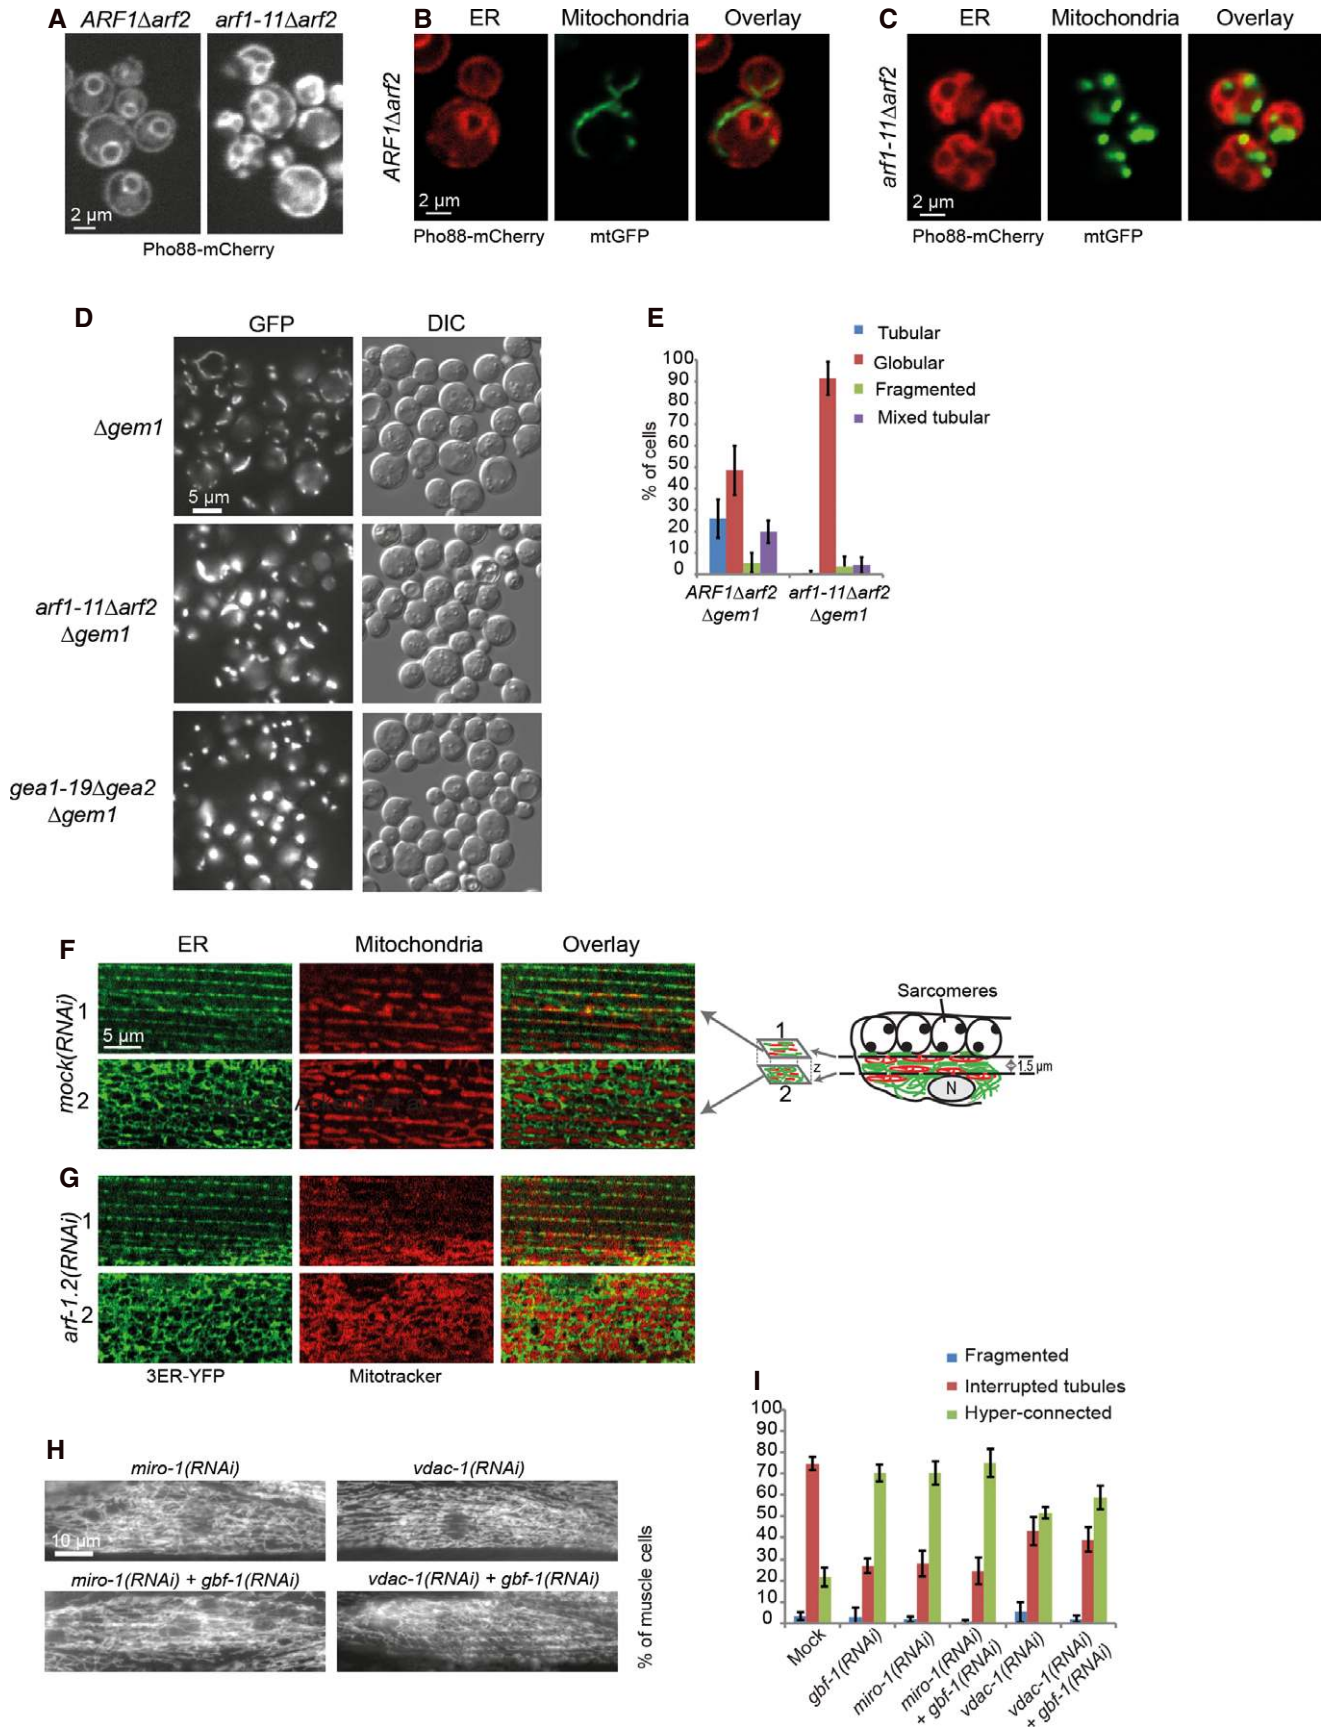 A ARF1Δarf2 arf1-11Δarf2
2 µm
Pho88-mCherry
B ER Mitochondria Overlay
ARF1Δarf2
2 µm
Pho88-mCherry mtGFP
C ER Mitochondria Overlay
arf1-11Δarf2
2 µm
Pho88-mCherry mtGFP
D GFP DIC
Δgem1
5 µm
arf1-11Δarf2
Δgem1
gea1-19Δgea2
Δgem1
E
Tubular
Globular
Fragmented
Mixed tubular
% of cells
100
90
80
70
60
50
40
30
20
10
0
ARF1Δarf2 arf1-11Δarf2
Δgem1 Δgem1
F ER Mitochondria Overlay
mock(RNAi)
1
5 µm
2
Sarcomeres
1
z
2
1.5 µm
N
G
arf-1.2(RNAi)
1
2
3ER-YFP Mitotracker
H
miro-1(RNAi) vdac-1(RNAi)
10 µm
miro-1(RNAi) + gbf-1(RNAi) vdac-1(RNAi) + gbf-1(RNAi)
I
Fragmented
Interrupted tubules
Hyper-connected
% of muscle cells
100
90
80
70
60
50
40
30
20
10
0
Mock
gbf-1(RNAi)
miro-1(RNAi)
miro-1(RNAi)
+ gbf-1(RNAi)
vdac-1(RNAi)
vdac-1(RNAi)
+ gbf-1(RNAi)